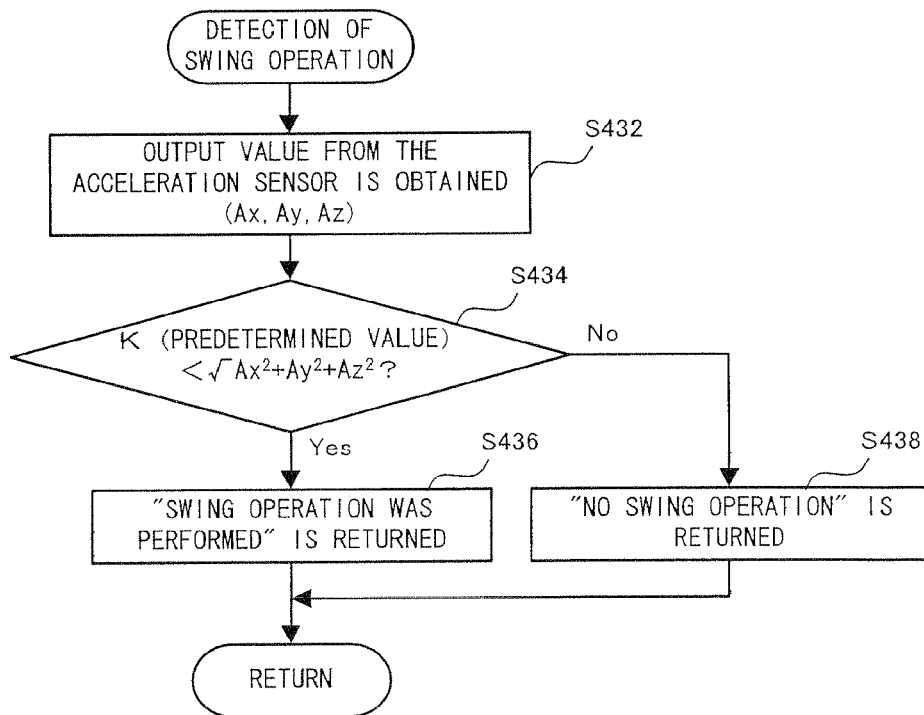 DETECTION OF
SWING OPERATION
S432
OUTPUT VALUE FROM THE
ACCELERATION SENSOR IS OBTAINED
(Ax, Ay, Az)
S434
K (PREDETERMINED VALUE)
<√Ax²+Ay²+Az²?
No
Yes
S436
"SWING OPERATION WAS
PERFORMED" IS RETURNED
S438
"NO SWING OPERATION" IS
RETURNED
RETURN